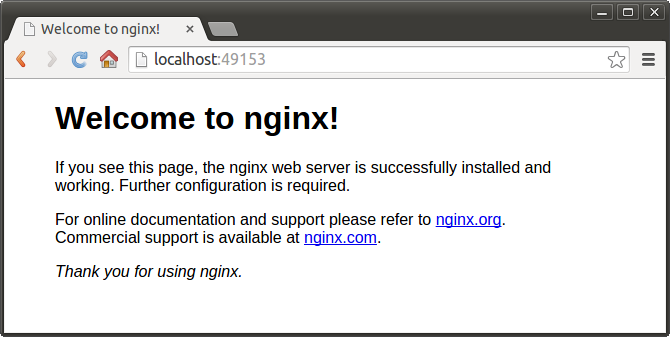 Welcome to nginx!
localhost:49153
Welcome to nginx!
If you see this page, the nginx web server is successfully installed and
working. Further configuration is required.
For online documentation and support please refer to nginx.org.
Commercial support is available at nginx.com.
Thank you for using nginx.